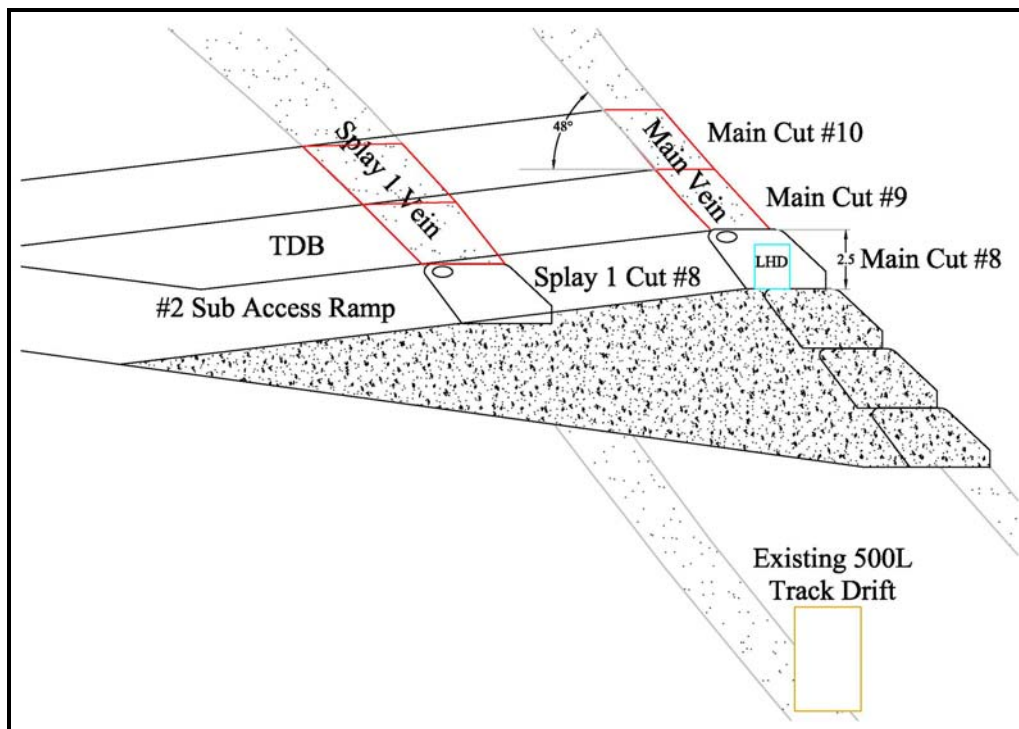 Main Cut #10
48°
Splay 1 Vein
Main Vein
Main Cut #9
TDB
LHD
2.5
Main Cut #8
Splay 1 Cut #8
#2 Sub Access Ramp
Existing 500L
Track Drift